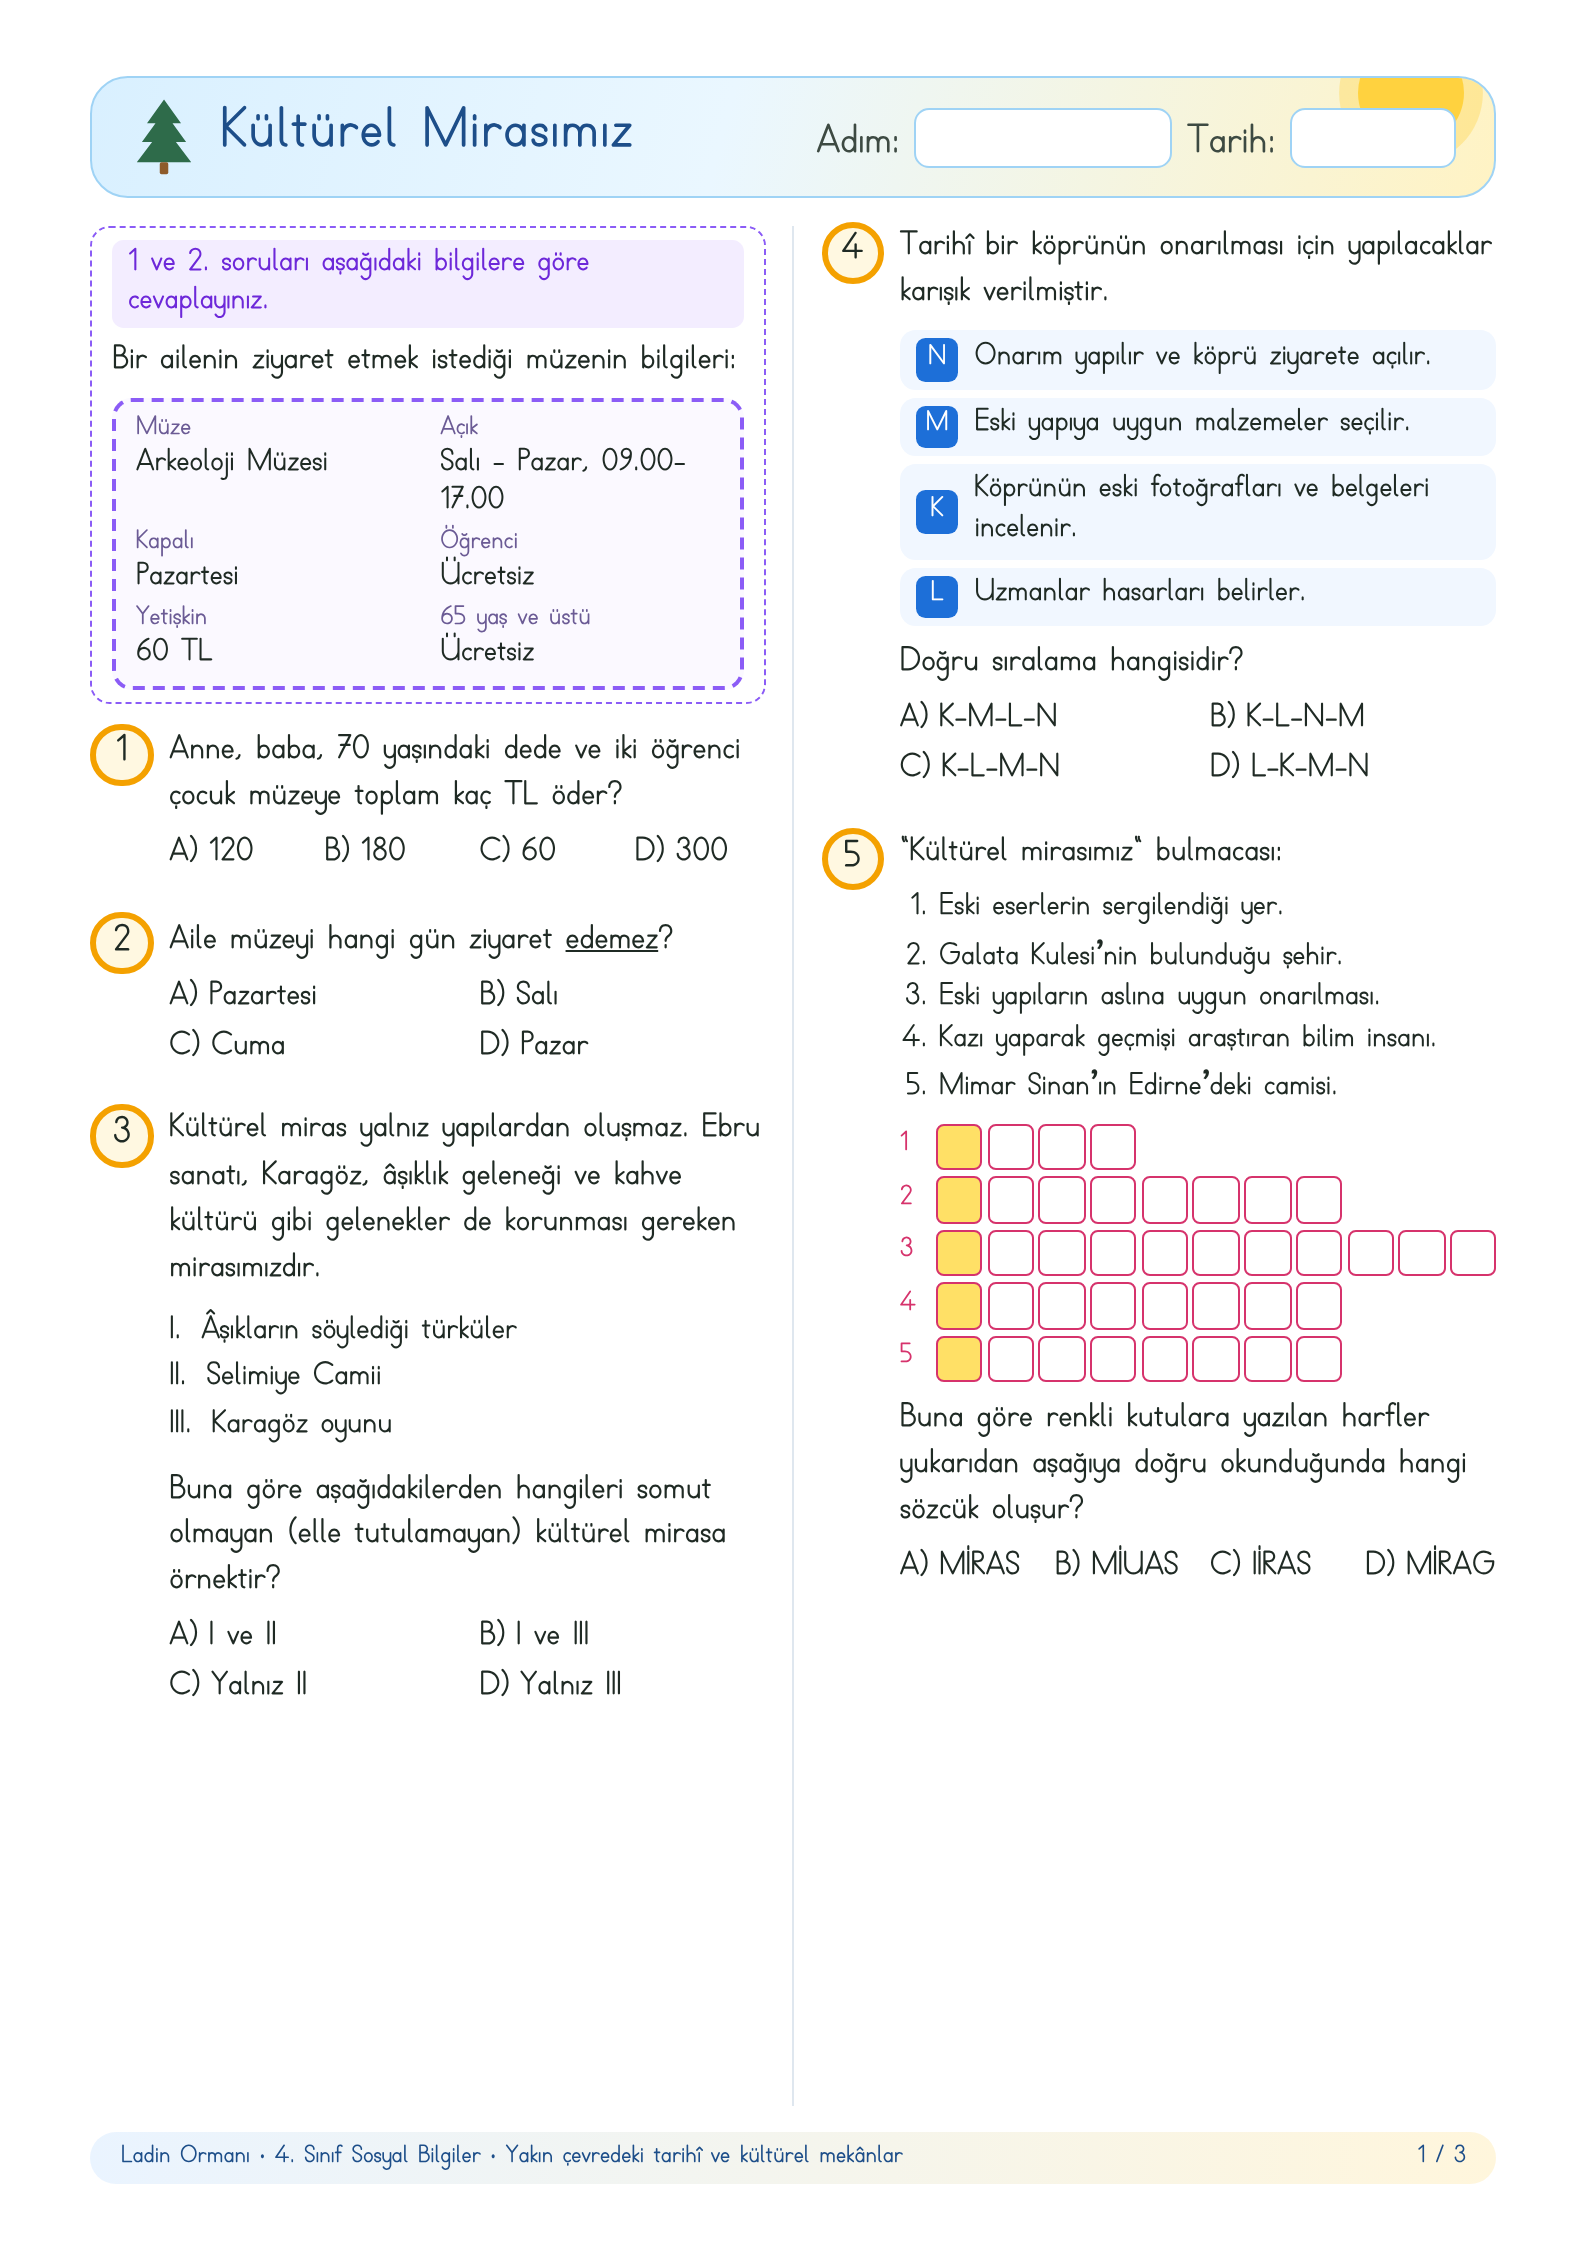 Kültürel Mirasımız
Adım:
Tarih:
1 ve 2. soruları aşağıdaki bilgilere göre
cevaplayınız.
Bir ailenin ziyaret etmek istediği müzenin bilgileri:
Müze
Arkeoloji Müzesi
Açık
Salı - Pazar, 09.00-
17.00
Kapalı
Pazartesi
Öğrenci
Ücretsiz
Yetişkin
60 TL
65 yaş ve üstü
Ücretsiz
1
Anne, baba, 70 yaşındaki dede ve iki öğrenci
çocuk müzeye toplam kaç TL öder?
A) 120 B) 180 C) 60 D) 300
2
Aile müzeyi hangi gün ziyaret edemez?
A) Pazartesi B) Salı
C) Cuma D) Pazar
3
Kültürel miras yalnız yapılardan oluşmaz. Ebru
sanatı, Karagöz, âşıklık geleneği ve kahve
kültürü gibi gelenekler de korunması gereken
mirasımızdır.
I. Âşıkların söylediği türküler
II. Selimiye Camii
III. Karagöz oyunu
Buna göre aşağıdakilerden hangileri somut
olmayan (elle tutulamayan) kültürel mirasa
örnektir?
A) I ve II B) I ve III
C) Yalnız II D) Yalnız III
4
Tarihî bir köprünün onarılması için yapılacaklar
karışık verilmiştir.
N Onarım yapılır ve köprü ziyarete açılır.
M Eski yapıya uygun malzemeler seçilir.
K Köprünün eski fotoğrafları ve belgeleri
incelenir.
L Uzmanlar hasarları belirler.
Doğru sıralama hangisidir?
A) K-M-L-N B) K-L-N-M
C) K-L-M-N D) L-K-M-N
5
"Kültürel mirasımız" bulmacası:
1. Eski eserlerin sergilendiği yer.
2. Galata Kulesi'nin bulunduğu şehir.
3. Eski yapıların aslına uygun onarılması.
4. Kazı yaparak geçmişi araştıran bilim insanı.
5. Mimar Sinan'ın Edirne'deki camisi.
1
2
3
4
5
Buna göre renkli kutulara yazılan harfler
yukarıdan aşağıya doğru okunduğunda hangi
sözcük oluşur?
A) MİRAS B) MİUAS C) IİRAS D) MİRAG
Ladin Ormanı • 4. Sınıf Sosyal Bilgiler • Yakın çevredeki tarihî ve kültürel mekânlar
1 / 3